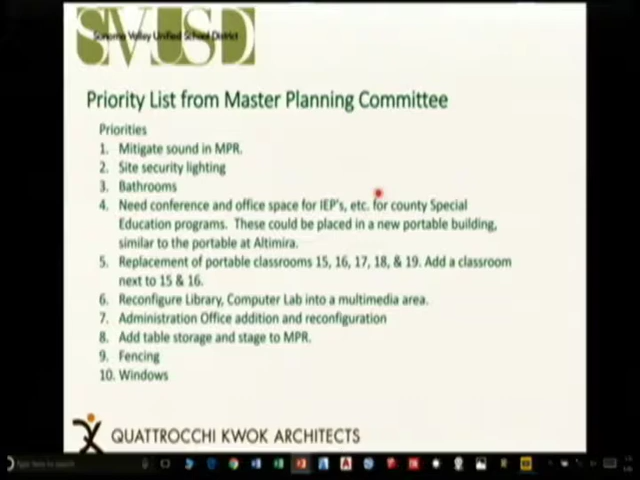 SVUSD
Sonoma Valley Unified School District
Priority List from Master Planning Committee
Priorities
1. Mitigate sound in MPR.
2. Site security lighting
3. Bathrooms
4. Need conference and office space for IEP's, etc. for county Special
Education programs. These could be placed in a new portable building,
similar to the portable at Altimira.
5. Replacement of portable classrooms 15, 16, 17, 18, & 19. Add a classroom
next to 15 & 16.
6. Reconfigure Library, Computer Lab into a multimedia area.
7. Administration Office addition and reconfiguration
8. Add table storage and stage to MPR.
9. Fencing
10. Windows
QUATTROCCHI KWOK ARCHITECTS
Type here to search